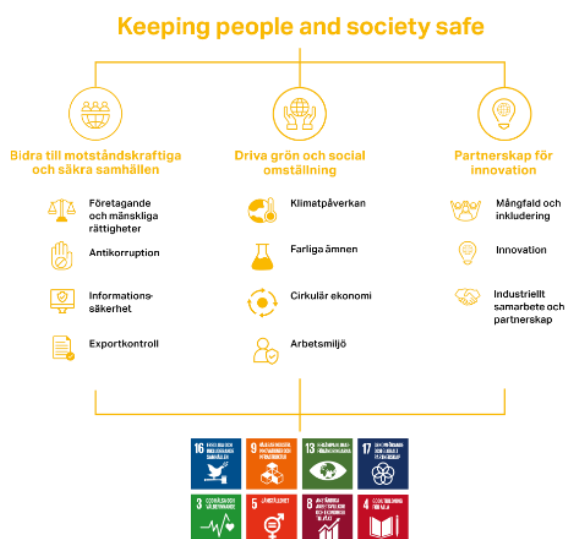 Keeping people and society safe
Bidra till motståndskraftiga
och säkra samhällen
Företagande
och mänskliga
rättigheter
Antikorruption
Informations-
säkerhet
Exportkontroll
Driva grön och social
omställning
Klimatpåverkan
Farliga ämnen
Cirkulär ekonomi
Arbetsmiljö
Partnerskap för
innovation
Mångfald och
inkludering
Innovation
Industriellt
samarbete och
partnerskap
16
SAMHÄLLEN
9
13
17
PARTNERSKAP
3
5 JÄMSTÄLLDHET
8
4